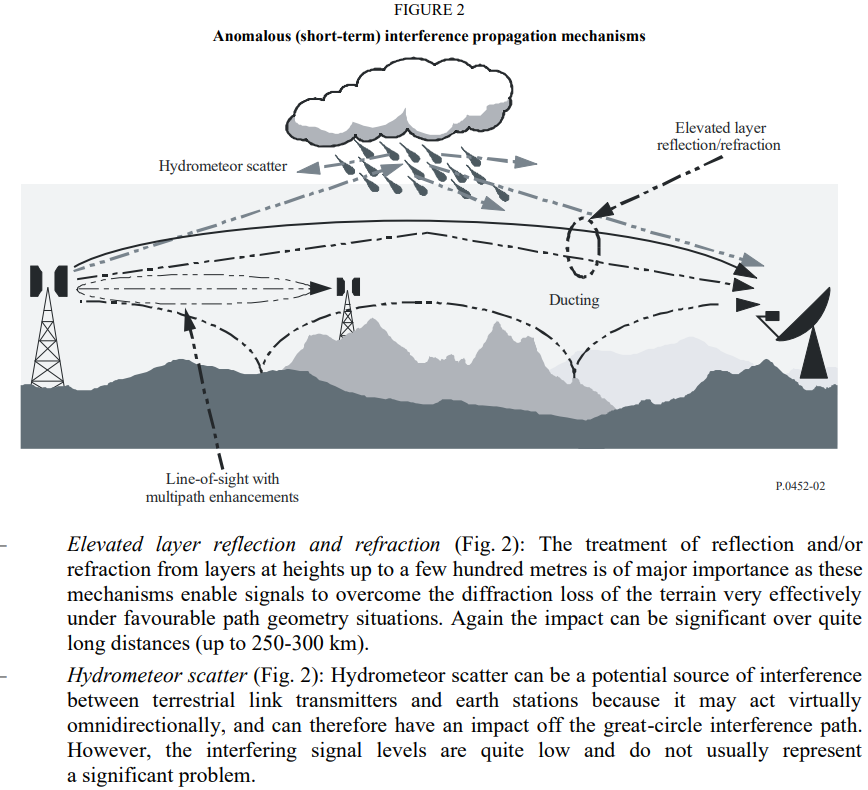 FIGURE 2
Anomalous (short-term) interference propagation mechanisms
Elevated layer
reflection/refraction
Hydrometeor scatter
Ducting
Line-of-sight with
multipath enhancements
P.0452-02
Elevated layer reflection and refraction (Fig. 2): The treatment of reflection and/or
refraction from layers at heights up to a few hundred metres is of major importance as these
mechanisms enable signals to overcome the diffraction loss of the terrain very effectively
under favourable path geometry situations. Again the impact can be significant over quite
long distances (up to 250-300 km).
Hydrometeor scatter (Fig. 2): Hydrometeor scatter can be a potential source of interference
between terrestrial link transmitters and earth stations because it may act virtually
omnidirectionally, and can therefore have an impact off the great-circle interference path.
However, the interfering signal levels are quite low and do not usually represent
a significant problem.